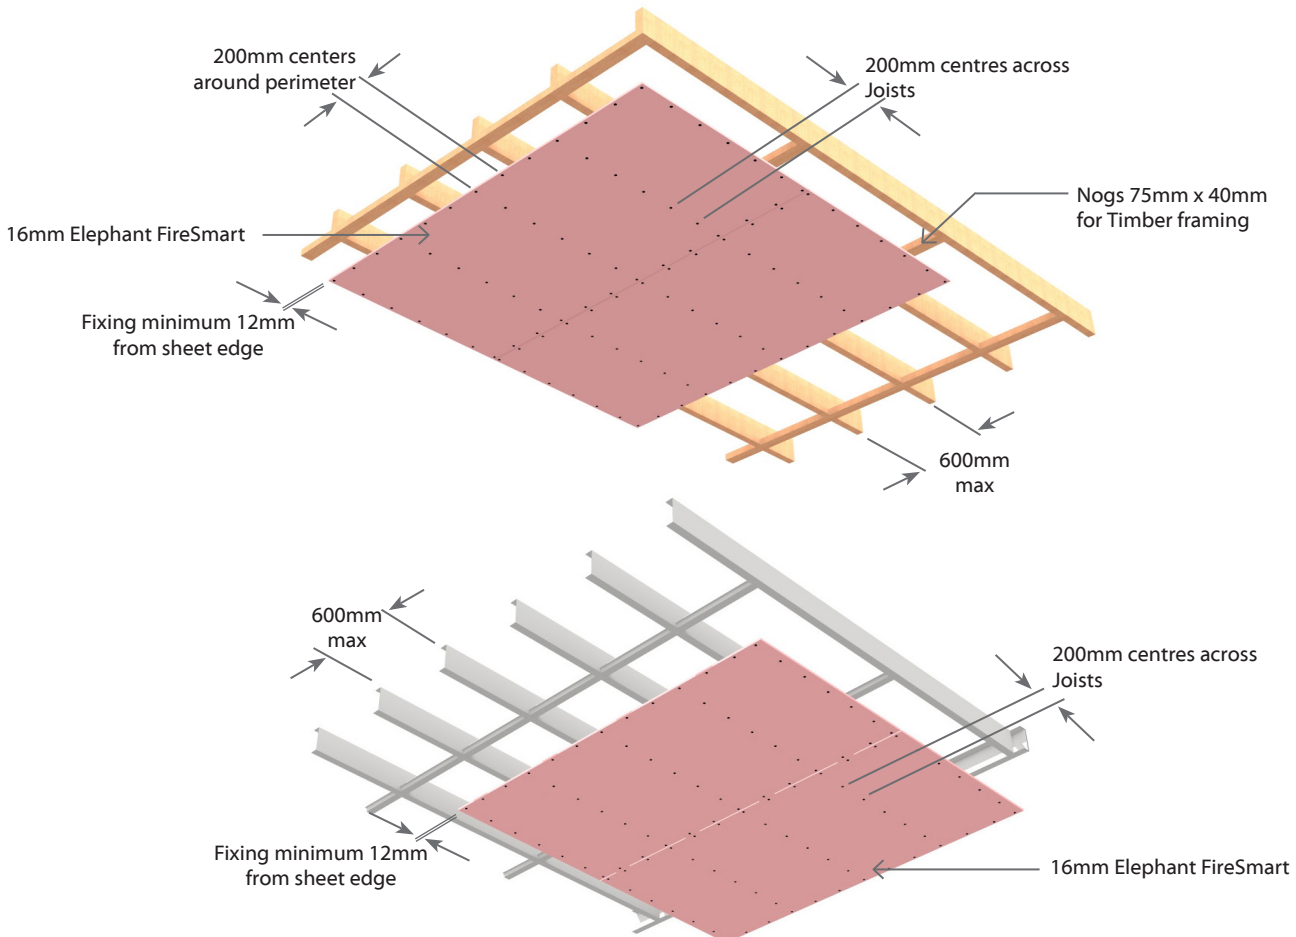 200mm centers
around perimeter
200mm centres across
Joists
Nogs 75mm x 40mm
for Timber framing
16mm Elephant FireSmart
Fixing minimum 12mm
from sheet edge
600mm
max
600mm
max
200mm centres across
Joists
Fixing minimum 12mm
from sheet edge
16mm Elephant FireSmart